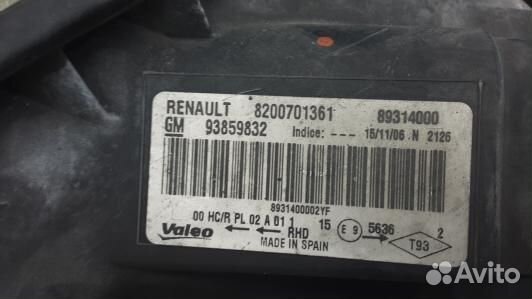 RENAULT 8200701361 89314000
GM 93859832 Indice: --- 15/11/06 .N 2126
8931400002YF
00 HC/R PL 02 A 01 1 15 E 9 5636 2
Valeo RHD T93
MADE IN SPAIN
Avito